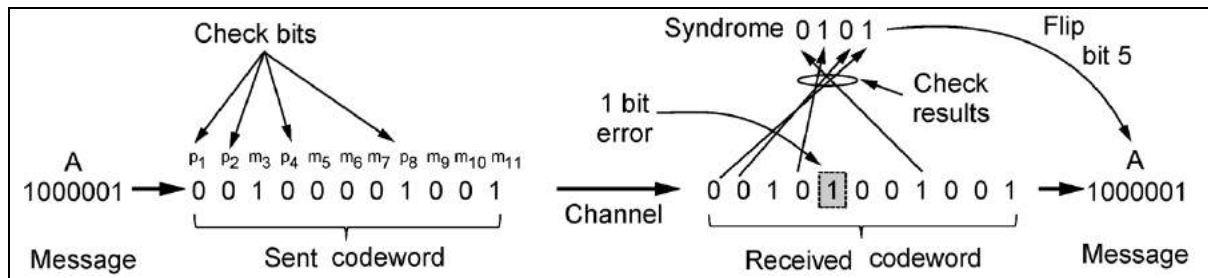 Check bits
Syndrome 0 1 0 1
Flip
bit 5
1 bit
error
Check
results
A
p1 p2 m3 p4 m5 m6 m7 p8 m9 m10 m11
A
1000001
0 0 1 0 0 0 0 1 0 0 1
Channel
0 0 1 0 1 0 0 1 0 0 1
1000001
Message
Sent codeword
Received codeword
Message